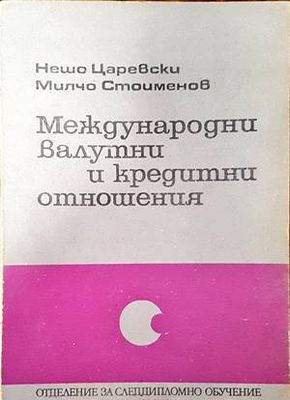 Нешо Царевски
Милчо Стоименов
Международни
валутни
и кредитни
отношения
ОТДЕЛЕНИЕ ЗА СЛЕДДИПЛОМНО ОБУЧЕНИЕ